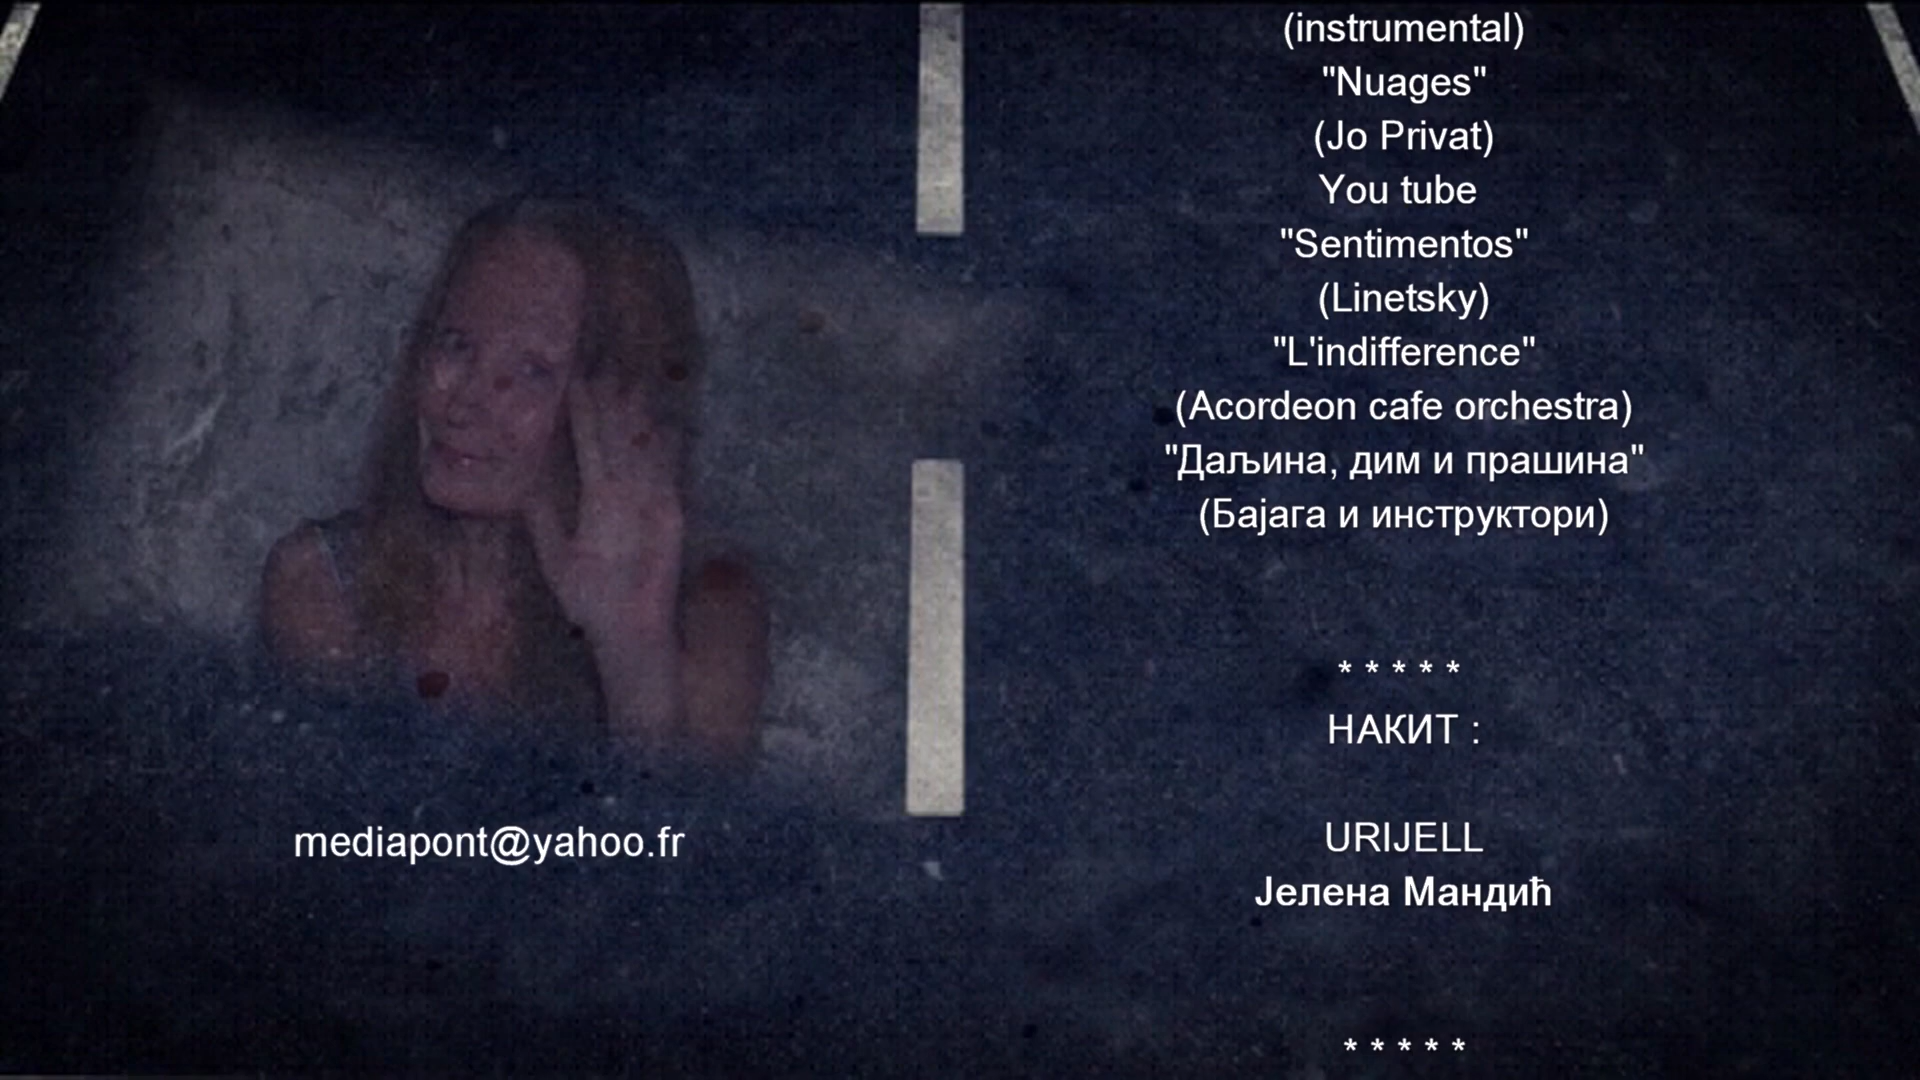 (instrumental)
"Nuages"
(Jo Privat)
You tube
"Sentimentos"
(Linetsky)
"L'indifference"
(Acordeon cafe orchestra)
"Даљина, дим и прашина"
(Бајага и инструктори)
* * * * *
НАКИТ :
URIJELL
Јелена Мандић
* * * * *
mediapont@yahoo.fr